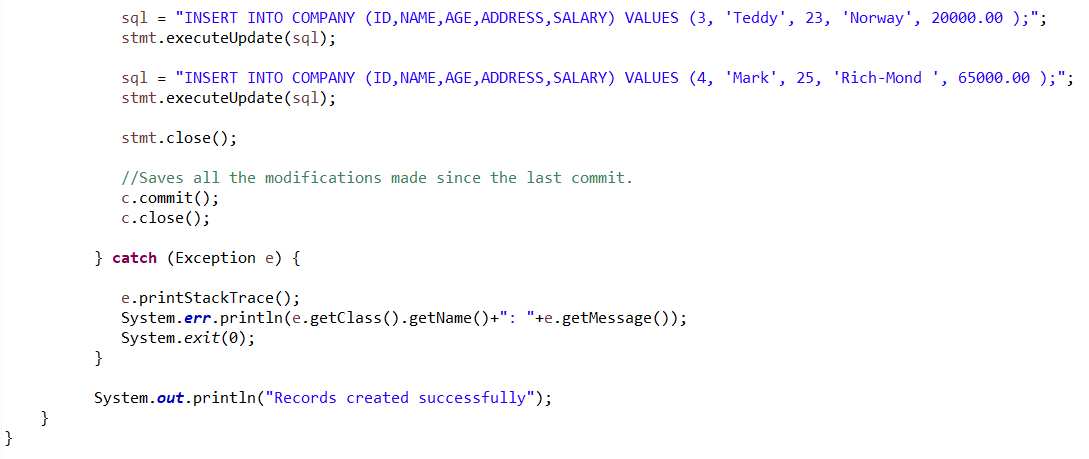 sql = "INSERT INTO COMPANY (ID,NAME,AGE,ADDRESS,SALARY) VALUES (3, 'Teddy', 23, 'Norway', 20000.00 );";
stmt.executeUpdate(sql);
sql = "INSERT INTO COMPANY (ID,NAME,AGE,ADDRESS,SALARY) VALUES (4, 'Mark', 25, 'Rich-Mond ', 65000.00 );";
stmt.executeUpdate(sql);
stmt.close();
//Saves all the modifications made since the last commit.
c.commit();
c.close();
} catch (Exception e) {
e.printStackTrace();
System.err.println(e.getClass().getName()+": "+e.getMessage());
System.exit(0);
}
System.out.println("Records created successfully");
}
}